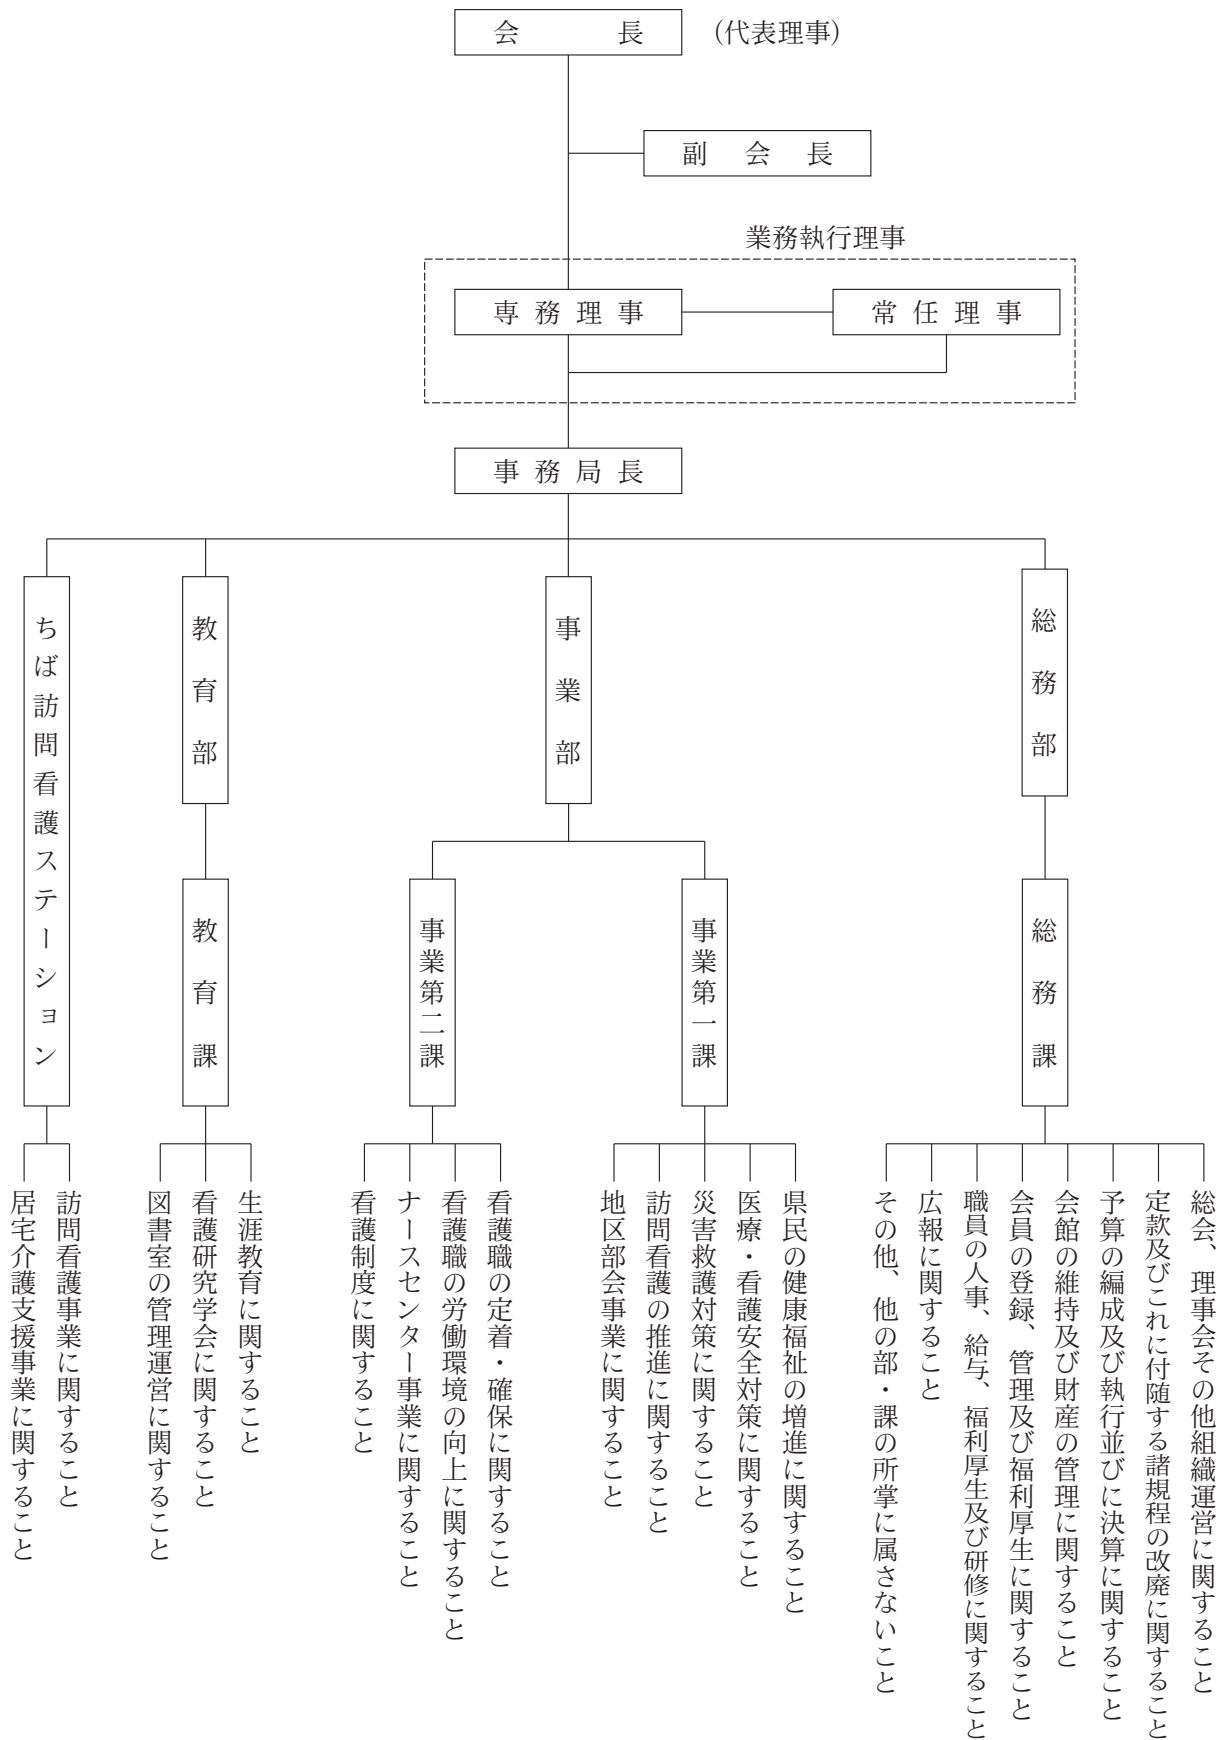 会長
(代表理事)
副会長
業務執行理事
専務理事
常任理事
事務局長
総務部
事業部
教育部
ちば訪問看護ステーション
総務課
事業第一課
事業第二課
教育課
総会、理事会その他組織運営に関すること
定款及びこれに付随する諸規程の改廃に関すること
予算の編成及び執行並びに決算に関すること
会館の維持及び財産の管理に関すること
会員の登録、管理及び福利厚生に関すること
職員の人事、給与、福利厚生及び研修に関すること
広報に関すること
その他、他の部・課の所掌に属さないこと
県民の健康福祉の増進に関すること
医療・看護安全対策に関すること
災害救護対策に関すること
訪問看護の推進に関すること
地区部会事業に関すること
看護職の定着・確保に関すること
看護職の労働環境の向上に関すること
ナースセンター事業に関すること
看護制度に関すること
生涯教育に関すること
看護研究学会に関すること
図書室の管理運営に関すること
訪問看護事業に関すること
居宅介護支援事業に関すること